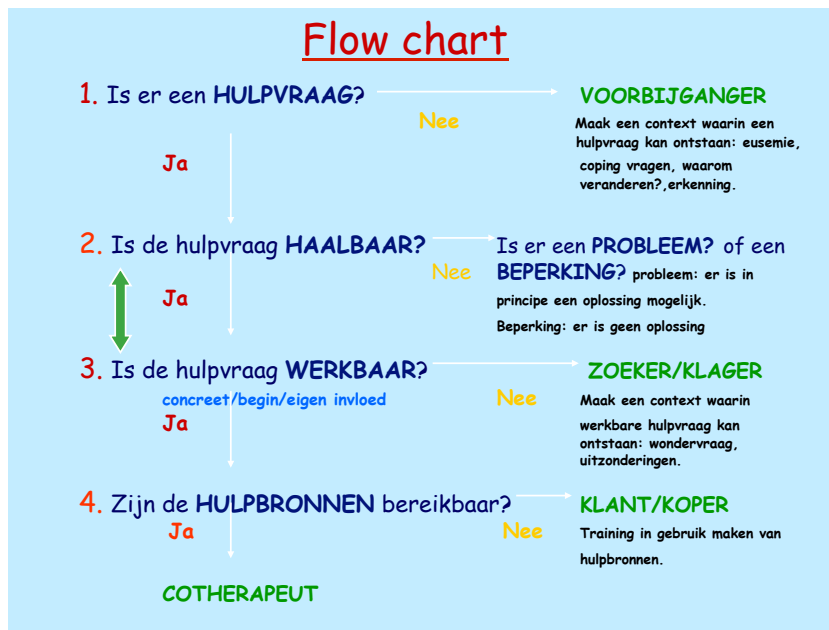 Flow chart
1. Is er een HULPVRAAG?
VOORBIJGANGER
Nee
Maak een context waarin een
hulpvraag kan ontstaan: eusemie,
coping vragen, waarom
veranderen?,erkenning.
Ja
2. Is de hulpvraag HAALBAAR?
Nee
Is er een PROBLEEM? of een
BEPERKING? probleem: er is in
principe een oplossing mogelijk.
Beperking: er is geen oplossing
Ja
3. Is de hulpvraag WERKBAAR?
concreet/begin/eigen invloed
Nee
ZOEKER/KLAGER
Maak een context waarin
werkbare hulpvraag kan
ontstaan: wondervraag,
uitzonderingen.
Ja
4. Zijn de HULPBRONNEN bereikbaar?
Nee
KLANT/KOPER
Training in gebruik maken van
hulpbronnen.
Ja
COTHERAPEUT